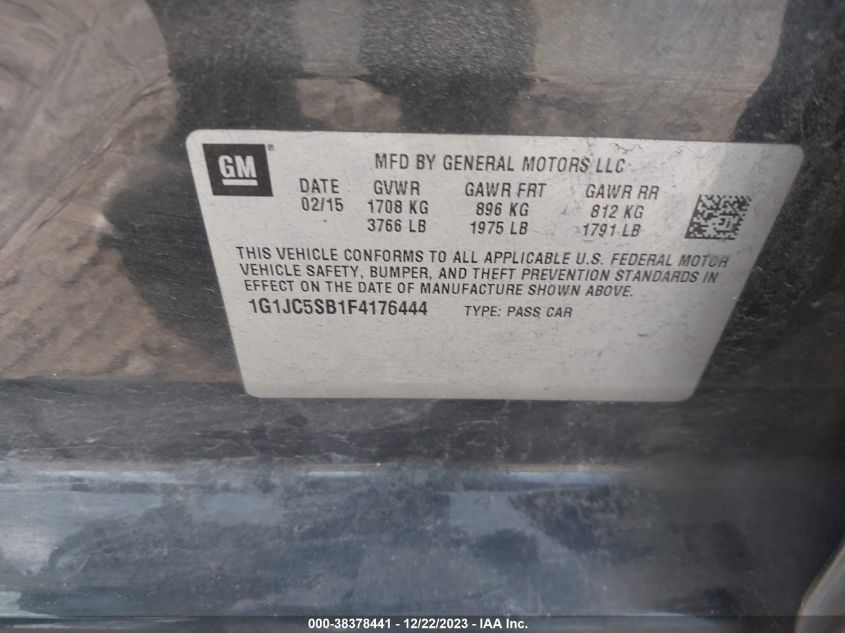 GM ®
MFD BY GENERAL MOTORS LLC
DATE GVWR GAWR FRT GAWR RR
02/15 1708 KG 896 KG 812 KG
3766 LB 1975 LB 1791 LB
THIS VEHICLE CONFORMS TO ALL APPLICABLE U.S. FEDERAL MOTOR
VEHICLE SAFETY, BUMPER, AND THEFT PREVENTION STANDARDS IN
EFFECT ON THE DATE OF MANUFACTURE SHOWN ABOVE.
1G1JC5SB1F4176444 TYPE: PASS CAR
000-38378441 - 12/22/2023 - IAA Inc.